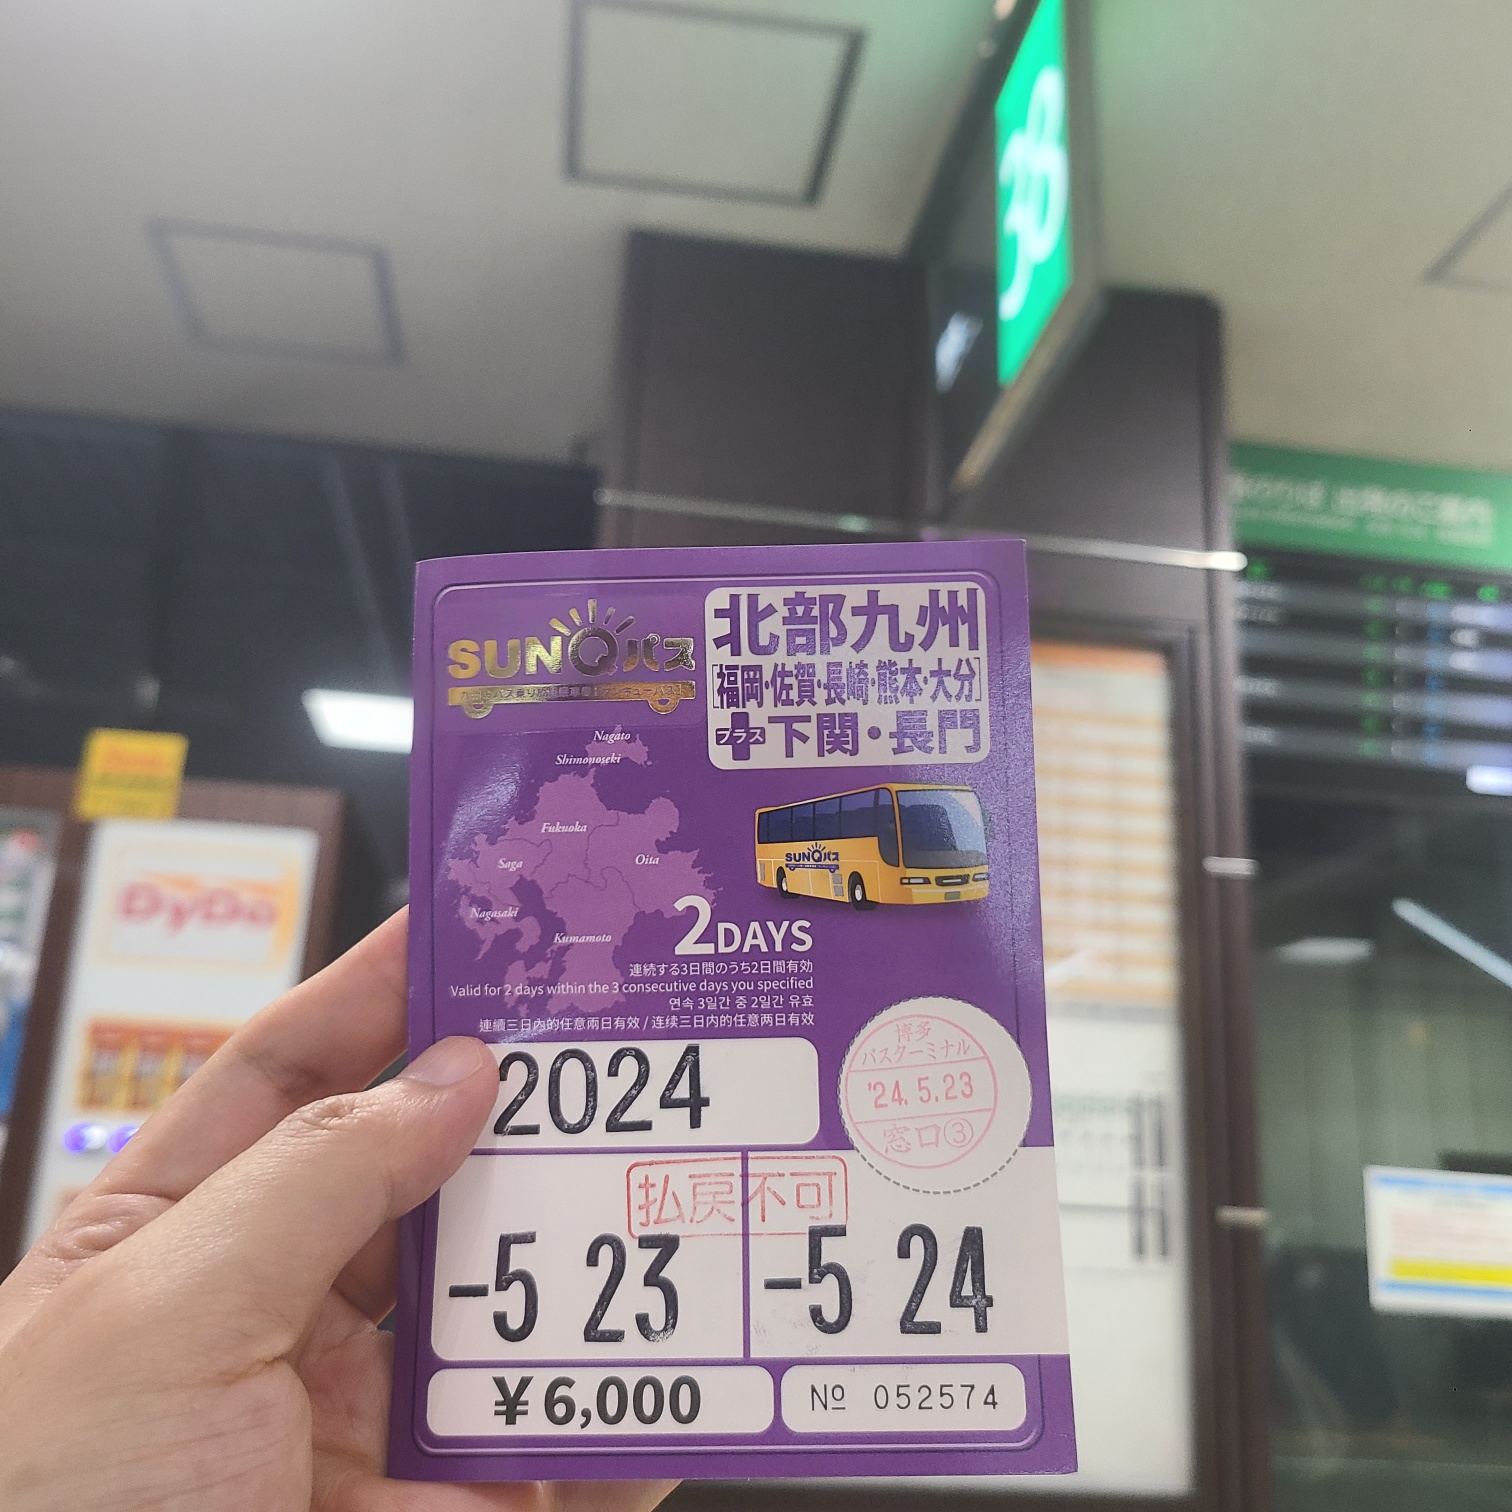 38
DyDo
SUNQパス
北部九州
[福岡・佐賀・長崎・熊本・大分]
プラス 下関・長門
Nagato
Shimonoseki
Fukuoka
Saga
Oita
Nagasaki
Kumamoto
SUNQパス
2DAYS
連続する3日間のうち2日間有効
Valid for 2 days within the 3 consecutive days you specified
연속 3일간 중 2일간 유효
連續三日內的任意兩日有效 / 连续三日内的任意两日有效
2024
博多
バスターミナル
'24. 5.23
窓口③
払戻不可
-5 23
-5 24
¥6,000
№ 052574